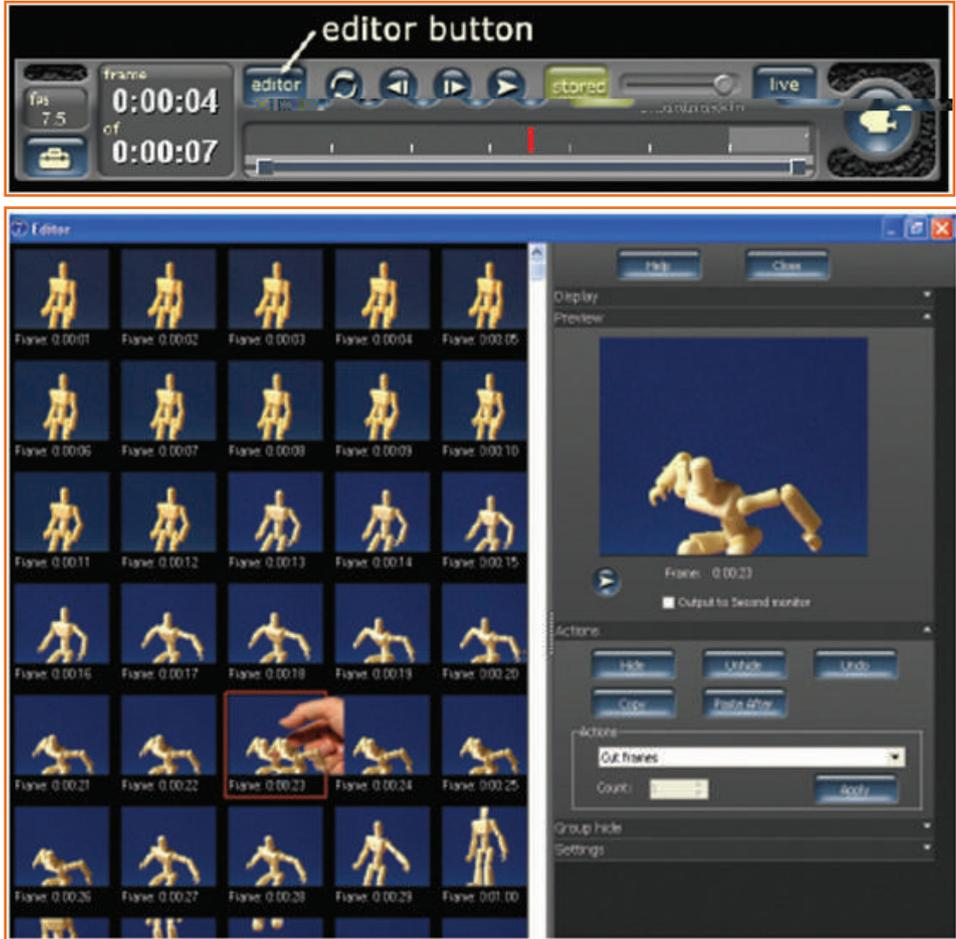 editor button
frame
editor
stored
live
fps
7.5
0:00:04
of
0:00:07
Editor
Help
Close
Display
Preview
Frame: 0:00:01
Frame: 0:00:02
Frame: 0:00:03
Frame: 0:00:04
Frame: 0:00:05
Frame: 0:00:06
Frame: 0:00:07
Frame: 0:00:08
Frame: 0:00:09
Frame: 0:00:10
Frame: 0:00:11
Frame: 0:00:12
Frame: 0:00:13
Frame: 0:00:14
Frame: 0:00:15
Frame: 0:00:16
Frame: 0:00:17
Frame: 0:00:18
Frame: 0:00:19
Frame: 0:00:20
Frame: 0:00:21
Frame: 0:00:22
Frame: 0:00:23
Frame: 0:00:24
Frame: 0:00:25
Frame: 0:00:26
Frame: 0:00:27
Frame: 0:00:28
Frame: 0:00:29
Frame: 0:01:00
Frame: 0:00:23
Output to Second monitor
Actions
Hide
Unhide
Undo
Copy
Paste After
Actions
Cut frames
Count:
Apply
Group hide
Settings